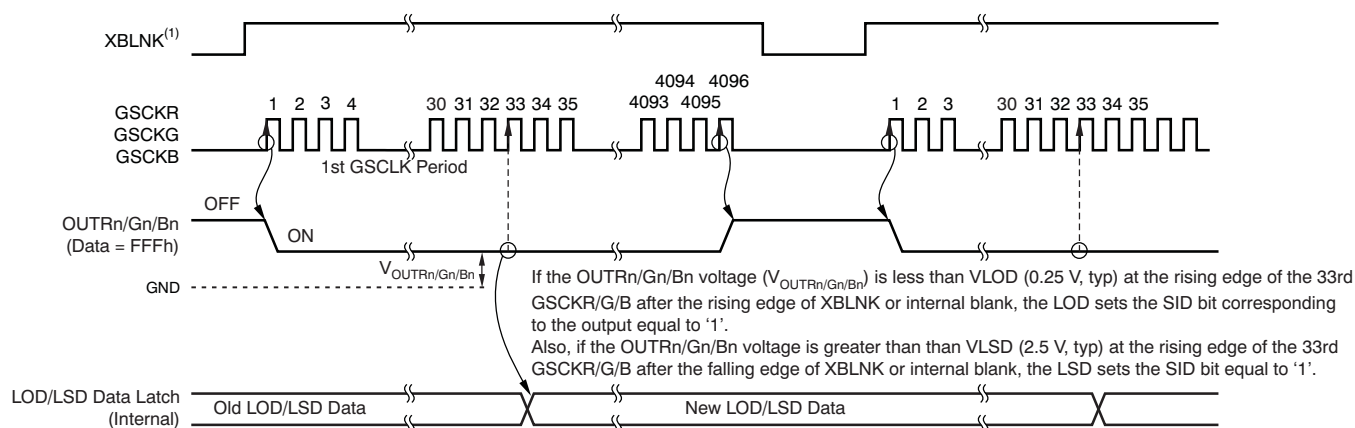 XBLNK(1)
4094 4096
1 2 3 4 30 31 32 33 34 35 4093 4095 1 2 3 30 31 32 33 34 35
GSCKR
GSCKG
GSCKB
1st GSCLK Period
OFF
OUTRn/Gn/Bn
(Data = FFFh)
ON
VOUTRn/Gn/Bn
GND
If the OUTRn/Gn/Bn voltage (VOUTRn/Gn/Bn) is less than VLOD (0.25 V, typ) at the rising edge of the 33rd
GSCKR/G/B after the rising edge of XBLNK or internal blank, the LOD sets the SID bit corresponding
to the output equal to ‘1’.
Also, if the OUTRn/Gn/Bn voltage is greater than than VLSD (2.5 V, typ) at the rising edge of the 33rd
GSCKR/G/B after the falling edge of XBLNK or internal blank, the LSD sets the SID bit equal to ‘1’.
LOD/LSD Data Latch
(Internal)
Old LOD/LSD Data
New LOD/LSD Data